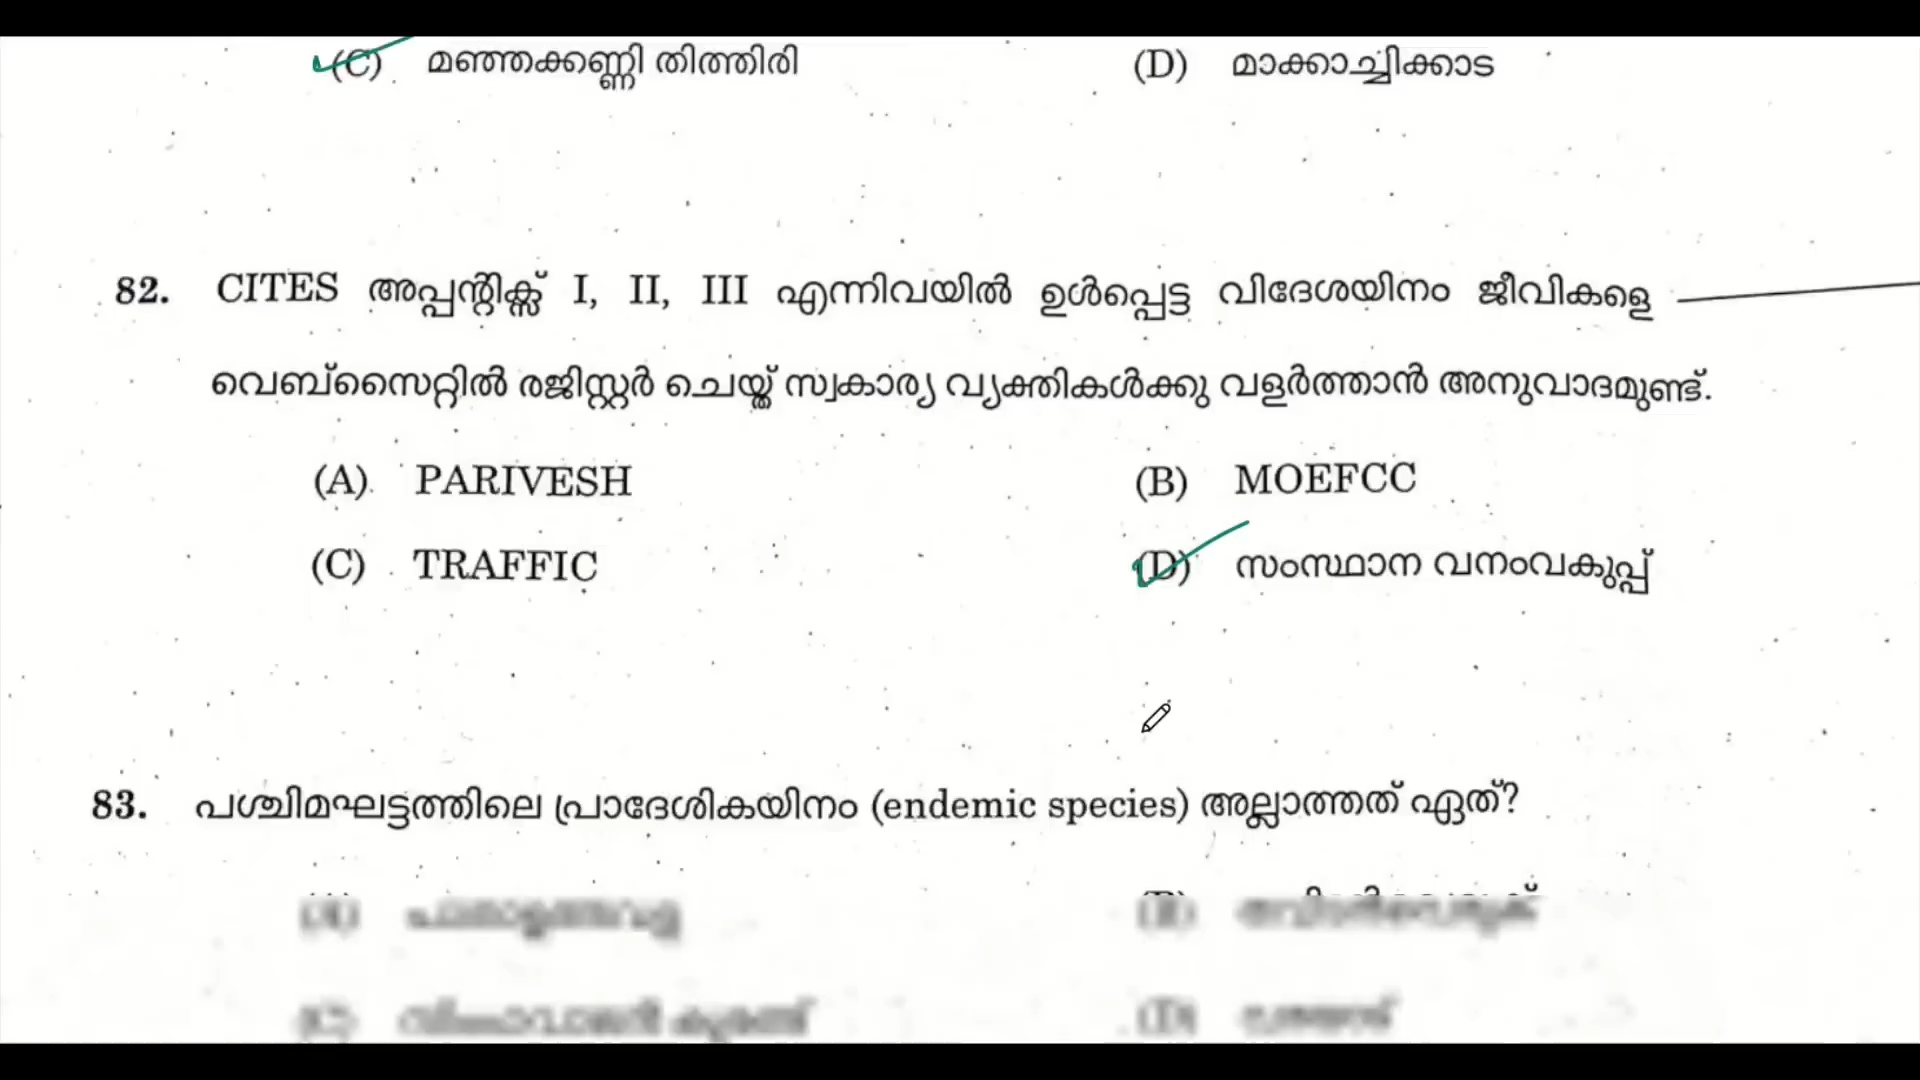 (C) മഞ്ഞക്കണ്ണി തിത്തിരി (D) മാക്കാച്ചിക്കാട
82. CITES അപ്പന്റിക്സ് I, II, III എന്നിവയിൽ ഉൾപ്പെട്ട വിദേശയിനം ജീവികളെ
വെബ്സൈറ്റിൽ രജിസ്റ്റർ ചെയ്ത് സ്വകാര്യ വ്യക്തികൾക്കു വളർത്താൻ അനുവാദമുണ്ട്.
(A) PARIVESH (B) MOEFCC
(C) TRAFFIC (D) സംസ്ഥാന വനംവകുപ്പ്
83. പശ്ചിമഘട്ടത്തിലെ പ്രാദേശികയിനം (endemic species) അല്ലാത്തത് ഏത്?